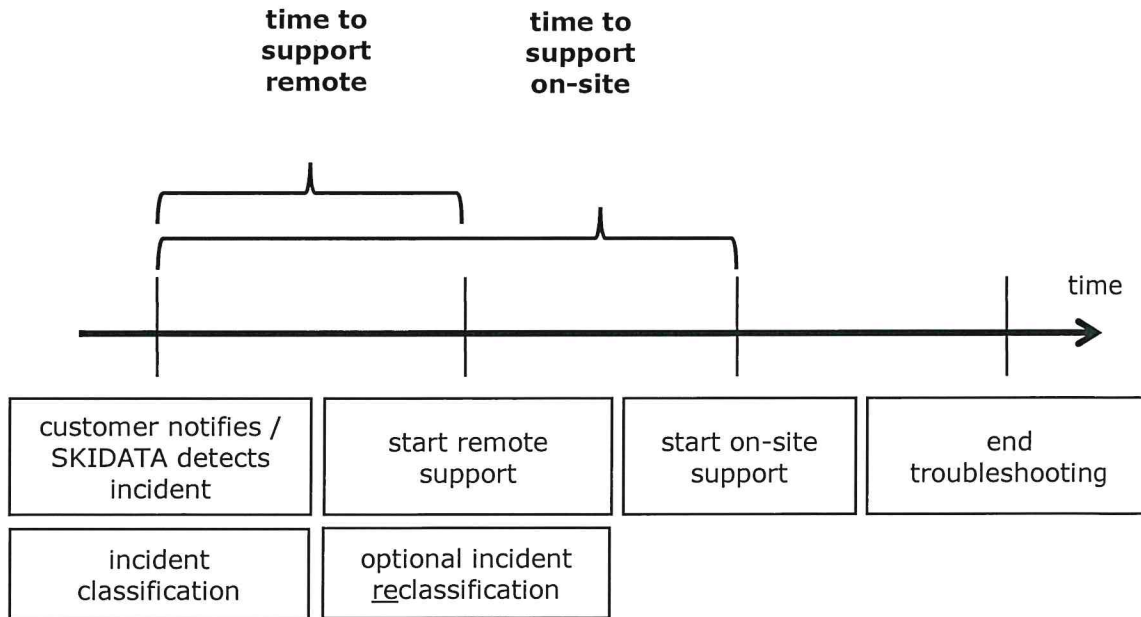 time to
support
remote
time to
support
on-site
time
customer notifies /
SKIDATA detects
incident
start remote
support
start on-site
support
end
troubleshooting
incident
classification
optional incident
reclassification